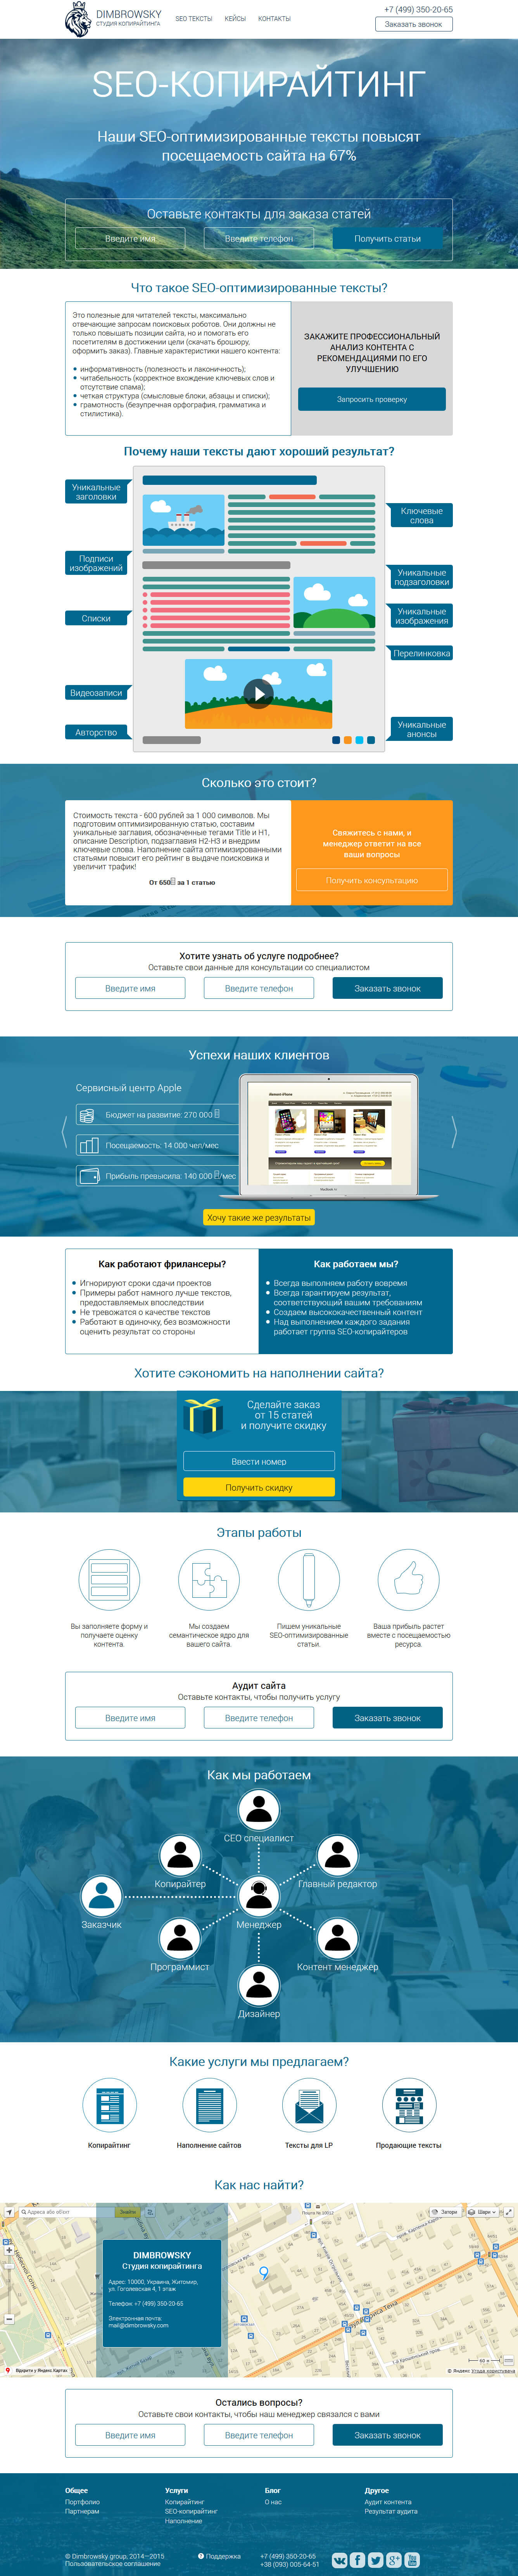 DIMBROWSKY
СТУДИЯ КОПИРАЙТИНГА
SEO ТЕКСТЫ КЕЙСЫ КОНТАКТЫ
+7 (499) 350-20-65
Заказать звонок
SEO-КОПИРАЙТИНГ
Наши SEO-оптимизированные тексты повысят
посещаемость сайта на 67%
Оставьте контакты для заказа статей
Введите имя Введите телефон Получить статьи
Что такое SEO-оптимизированные тексты?
Это полезные для читателей тексты, максимально
отвечающие запросам поисковых роботов. Они должны не
только повышать позиции сайта, но и помогать его
посетителям в достижении цели (скачать брошюру,
оформить заказ). Главные характеристики нашего контента:
информативность (полезность и лаконичность);
читабельность (корректное вхождение ключевых слов и
отсутствие спама);
четкая структура (смысловые блоки, абзацы и списки);
грамотность (безупречная орфография, грамматика и
стилистика).
ЗАКАЖИТЕ ПРОФЕССИОНАЛЬНЫЙ
АНАЛИЗ КОНТЕНТА С
РЕКОМЕНДАЦИЯМИ ПО ЕГО
УЛУЧШЕНИЮ
Запросить проверку
Почему наши тексты дают хороший результат?
Уникальные
заголовки
Ключевые
слова
Подписи
изображений
Уникальные
подзаголовки
Списки
Уникальные
изображения
Перелинковка
Видеозаписи
Авторство
Уникальные
анонсы
Сколько это стоит?
Стоимость текста - 600 рублей за 1 000 символов. Мы
подготовим оптимизированную статью, составим
уникальные заглавия, обозначенные тегами Title и H1,
описание Description, подзаглавия H2-H3 и внедрим
ключевые слова. Наполнение сайта оптимизированными
статьями повысит его рейтинг в выдаче поисковика и
увеличит трафик!
От 650 за 1 статью
Свяжитесь с нами, и
менеджер ответит на все
ваши вопросы
Получить консультацию
Хотите узнать об услуге подробнее?
Оставьте свои данные для консультации со специалистом
Введите имя Введите телефон Заказать звонок
Успехи наших клиентов
Сервисный центр Apple
Бюджет на развитие: 270 000
Посещаемость: 14 000 чел/мес
Прибыль превысила: 140 000 /мес
Хочу такие же результаты
Как работают фрилансеры?
Игнорируют сроки сдачи проектов
Примеры работ намного лучше текстов,
предоставляемых впоследствии
Не тревожатся о качестве текстов
Работают в одиночку, без возможности
оценить результат со стороны
Как работаем мы?
Всегда выполняем работу вовремя
Всегда гарантируем результат,
соответствующий вашим требованиям
Создаем высококачественный контент
Над выполнением каждого задания
работает группа SEO-копирайтеров
Хотите сэкономить на наполнении сайта?
Сделайте заказ
от 15 статей
и получите скидку
Ввести номер
Получить скидку
Этапы работы
Вы заполняете форму и
получаете оценку
контента.
Мы создаем
семантическое ядро для
вашего сайта.
Пишем уникальные
SEO-оптимизированные
статьи.
Ваша прибыль растет
вместе с посещаемостью
ресурса.
Аудит сайта
Оставьте контакты, чтобы получить услугу
Введите имя Введите телефон Заказать звонок
Как мы работаем
СЕО специалист
Копирайтер
Главный редактор
Заказчик
Менеджер
Программист
Контент менеджер
Дизайнер
Какие услуги мы предлагаем?
Копирайтинг Наполнение сайтов Тексты для LP Продающие тексты
Как нас найти?
Адреса або об'єкт
Знайти
Затори
Шари
DIMBROWSKY
Студия копирайтинга
Адрес: 10000, Украина, Житомир,
ул. Гоголевская 4, 1 этаж
Телефон: +7 (499) 350-20-65
Электронная почта:
mail@dimbrowsky.com
Відкрити у Яндекс.Картах
60 м
© Яндекс Угода користувача
Остались вопросы?
Оставьте свои контакты, чтобы наш менеджер связался с вами
Введите имя Введите телефон Заказать звонок
Общее
Портфолио
Партнерам
Услуги
Копирайтинг
SEO-копирайтинг
Наполнение
Блог
О нас
Другое
Аудит контента
Результат аудита
© Dimbrowsky group, 2014—2015
Пользовательское соглашение
Поддержка
+7 (499) 350-20-65
+38 (093) 005-64-51